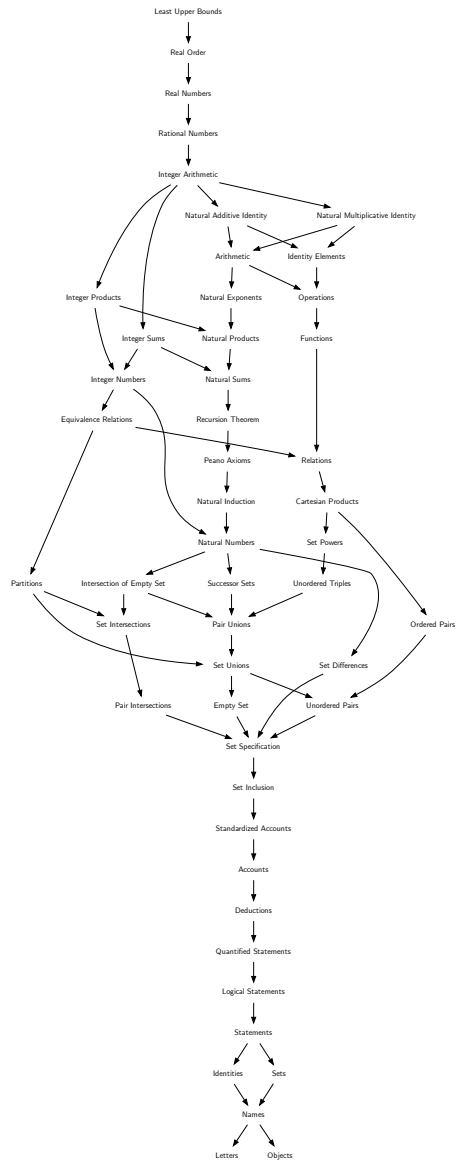 Least Upper Bounds
Real Order
Real Numbers
Rational Numbers
Integer Arithmetic
Natural Additive Identity
Natural Multiplicative Identity
Arithmetic
Identity Elements
Integer Products
Natural Exponents
Operations
Integer Sums
Natural Products
Functions
Integer Numbers
Natural Sums
Equivalence Relations
Recursion Theorem
Peano Axioms
Relations
Natural Induction
Cartesian Products
Natural Numbers
Set Powers
Partitions
Intersection of Empty Set
Successor Sets
Unordered Triples
Set Intersections
Pair Unions
Ordered Pairs
Set Unions
Set Differences
Pair Intersections
Empty Set
Unordered Pairs
Set Specification
Set Inclusion
Standardized Accounts
Accounts
Deductions
Quantified Statements
Logical Statements
Statements
Identities
Sets
Names
Letters
Objects